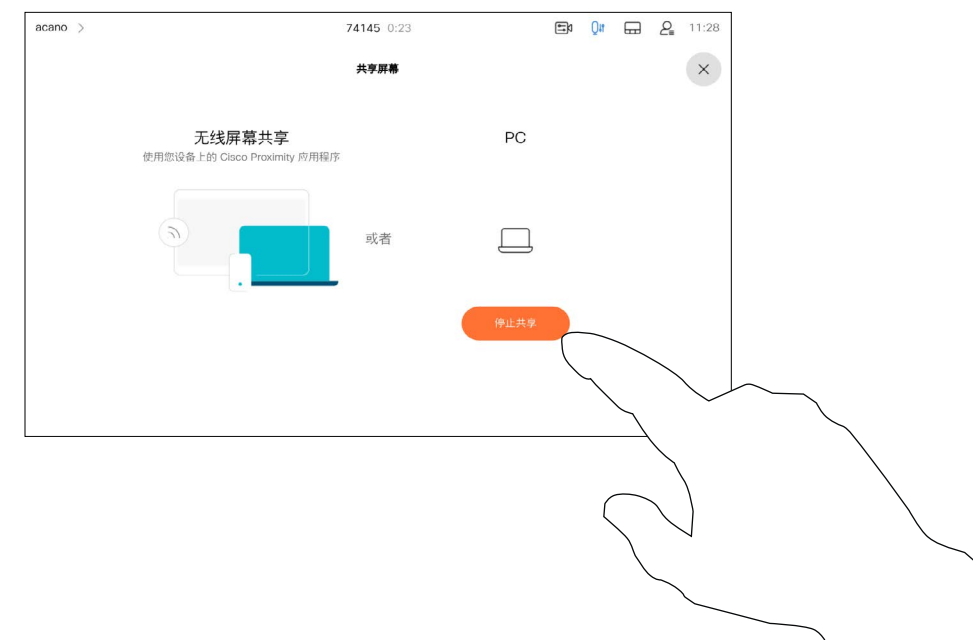 acano > 74145 0:23 11:28
共享屏幕
无线屏幕共享
使用您设备上的 Cisco Proximity 应用程序
PC
或者
停止共享